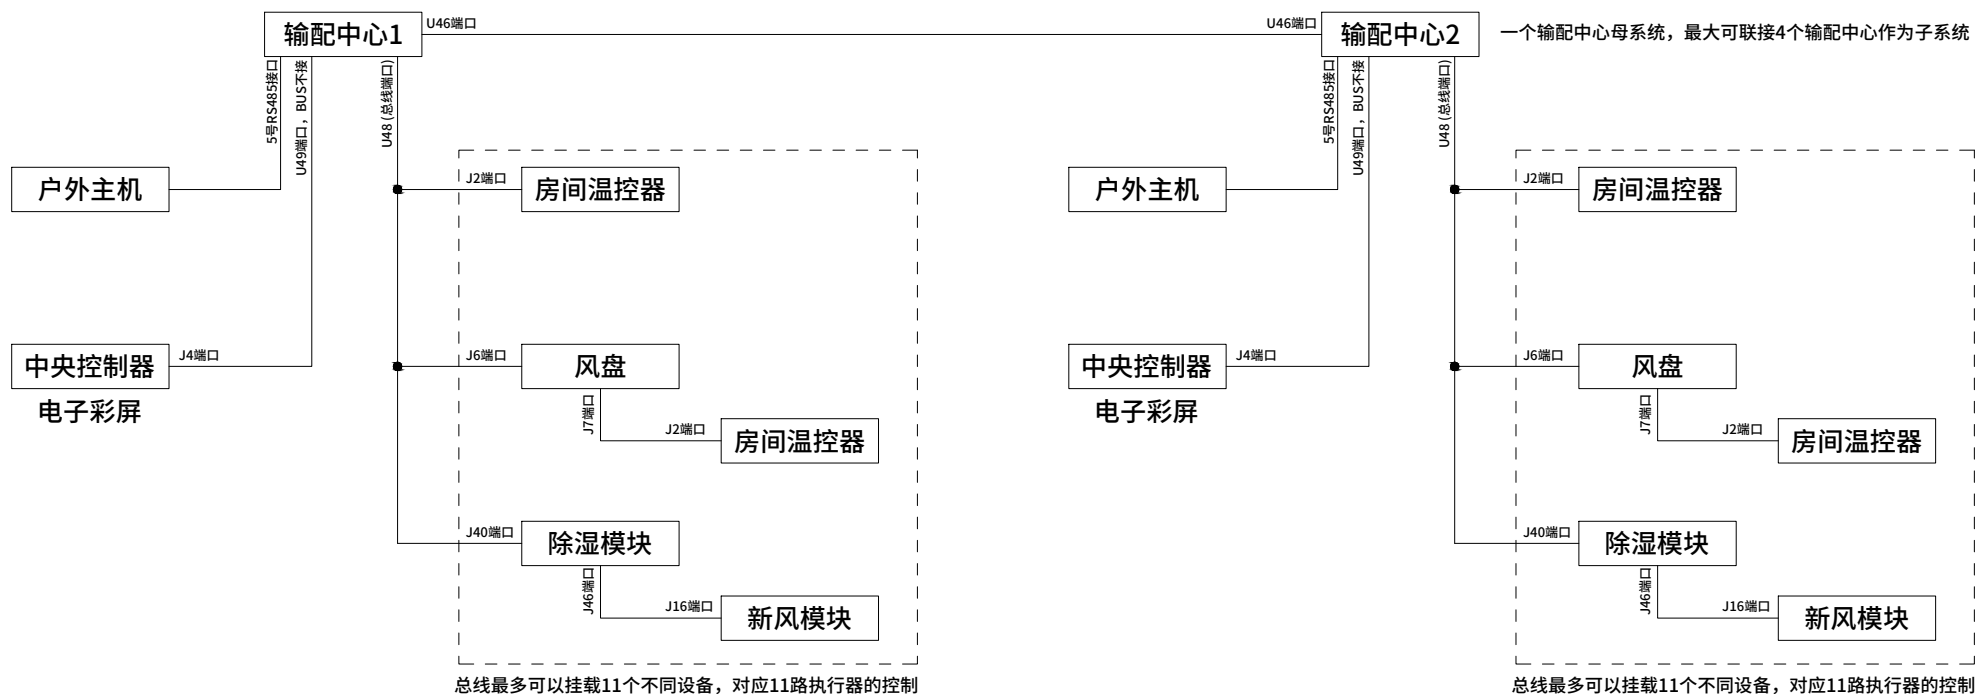 输配中心1
U46端口
U46端口
输配中心2
一个输配中心母系统，最大可联接4个输配中心作为子系统
5号RS485接口
U49端口，BUS不接
U48 (总线端口)
5号RS485接口
U49端口，BUS不接
U48 (总线端口)
户外主机
J2端口
房间温控器
户外主机
J2端口
房间温控器
中央控制器
J4端口
J6端口
风盘
中央控制器
J4端口
J6端口
风盘
电子彩屏
J7端口
J2端口
房间温控器
电子彩屏
J7端口
J2端口
房间温控器
J40端口
除湿模块
J40端口
除湿模块
J46端口
J16端口
新风模块
J46端口
J16端口
新风模块
总线最多可以挂载11个不同设备，对应11路执行器的控制
总线最多可以挂载11个不同设备，对应11路执行器的控制